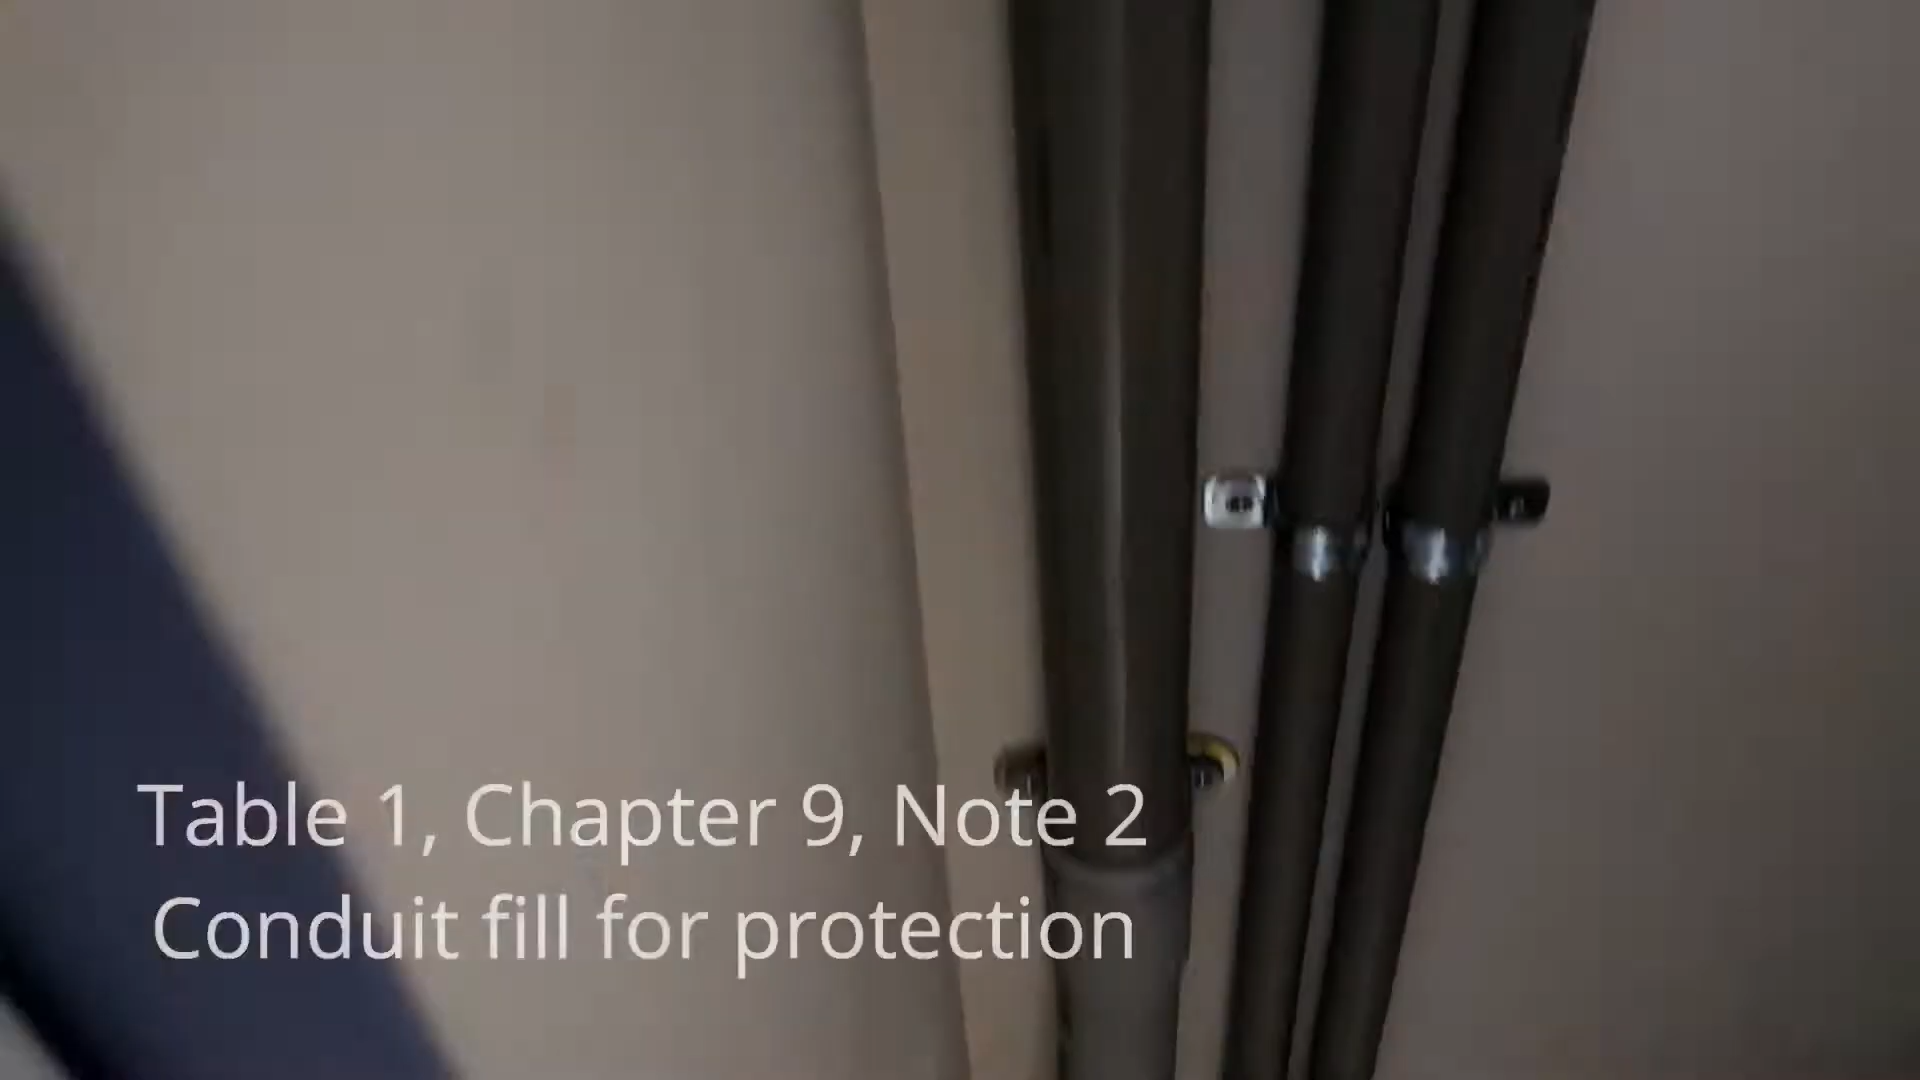 Table 1, Chapter 9, Note 2
Conduit fill for protection